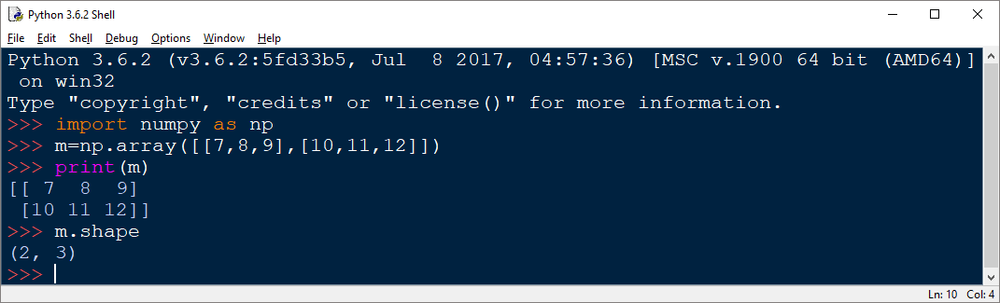 Python 3.6.2 Shell
File Edit Shell Debug Options Window Help
Python 3.6.2 (v3.6.2:5fd33b5, Jul  8 2017, 04:57:36) [MSC v.1900 64 bit (AMD64)]
 on win32
Type "copyright", "credits" or "license()" for more information.
>>> import numpy as np
>>> m=np.array([[7,8,9],[10,11,12]])
>>> print(m)
[[ 7  8  9]
 [10 11 12]]
>>> m.shape
(2, 3)
>>>
Ln: 10 Col: 4